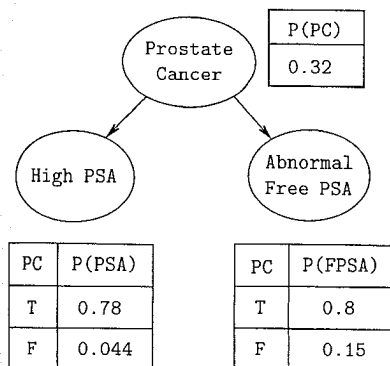 P(PC)
0.32
Prostate
Cancer
High PSA
Abnormal
Free PSA
PC P(PSA)
T 0.78
F 0.044
PC P(FPSA)
T 0.8
F 0.15